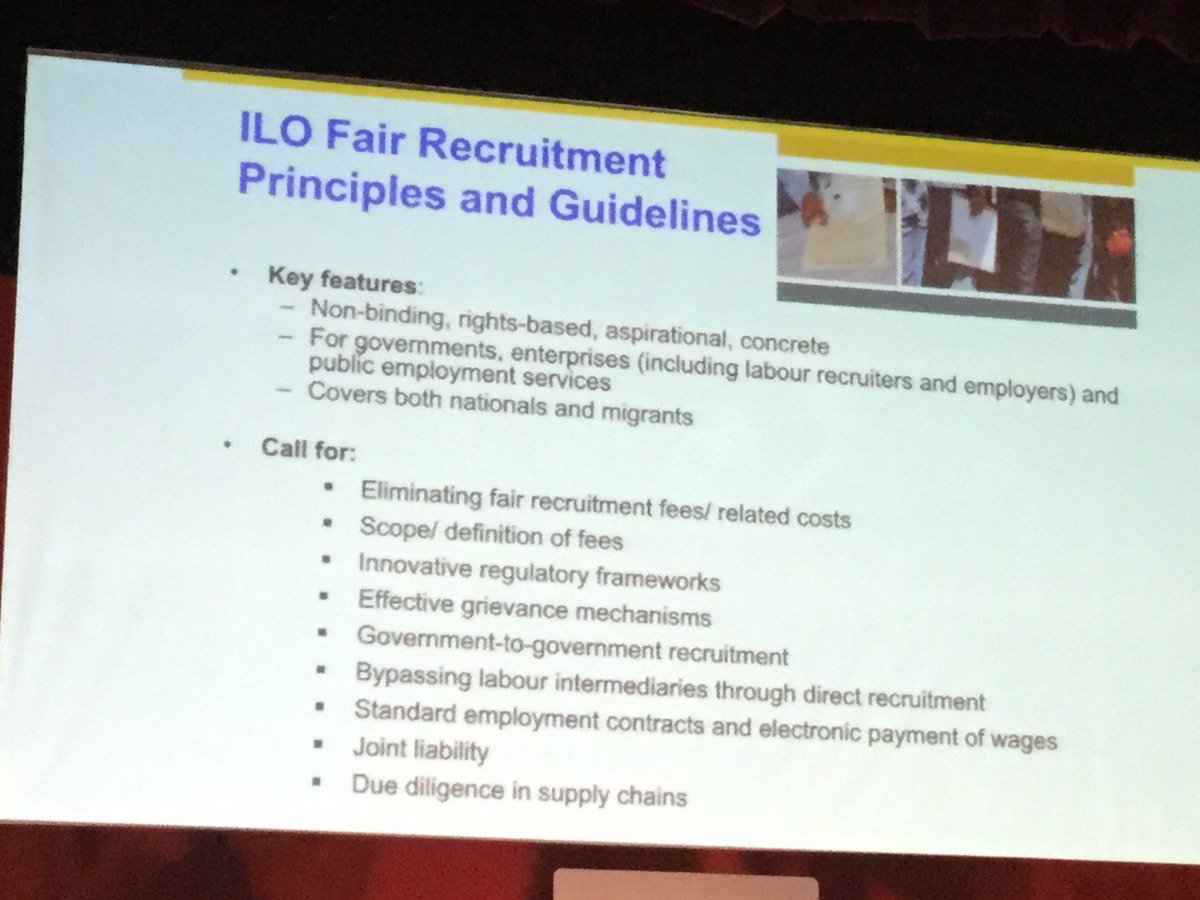 ILO Fair Recruitment
Principles and Guidelines
• Key features:
– Non-binding, rights-based, aspirational, concrete
– For governments, enterprises (including labour recruiters and employers) and
public employment services
– Covers both nationals and migrants
• Call for:
▪ Eliminating fair recruitment fees/ related costs
▪ Scope/ definition of fees
▪ Innovative regulatory frameworks
▪ Effective grievance mechanisms
▪ Government-to-government recruitment
▪ Bypassing labour intermediaries through direct recruitment
▪ Standard employment contracts and electronic payment of wages
▪ Joint liability
▪ Due diligence in supply chains